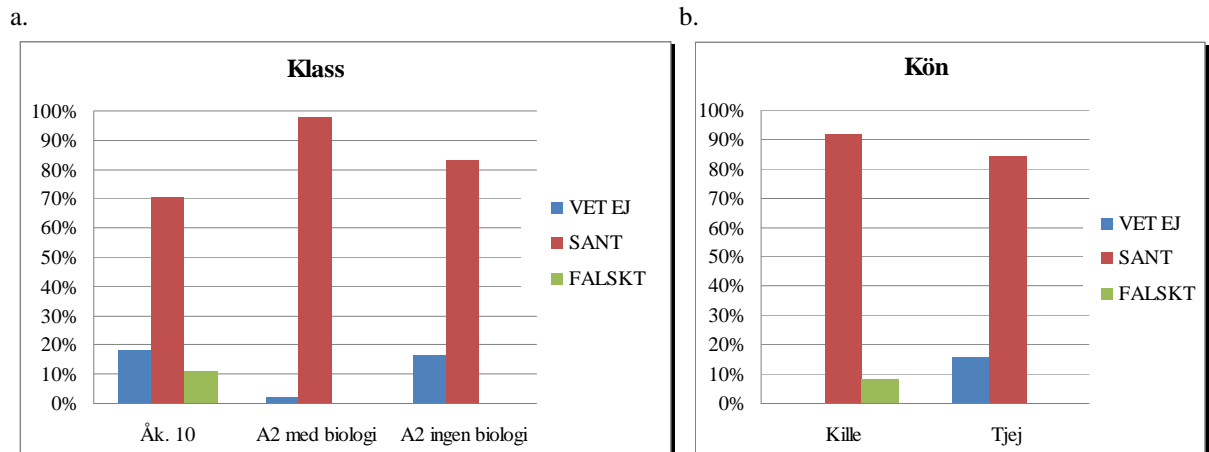 a.
Klass
100%
90%
80%
70%
60%
50%
40%
30%
20%
10%
0%
Åk. 10
A2 med biologi
A2 ingen biologi
VET EJ
SANT
FALSKT
b.
Kön
100%
90%
80%
70%
60%
50%
40%
30%
20%
10%
0%
Kille
Tjej
VET EJ
SANT
FALSKT